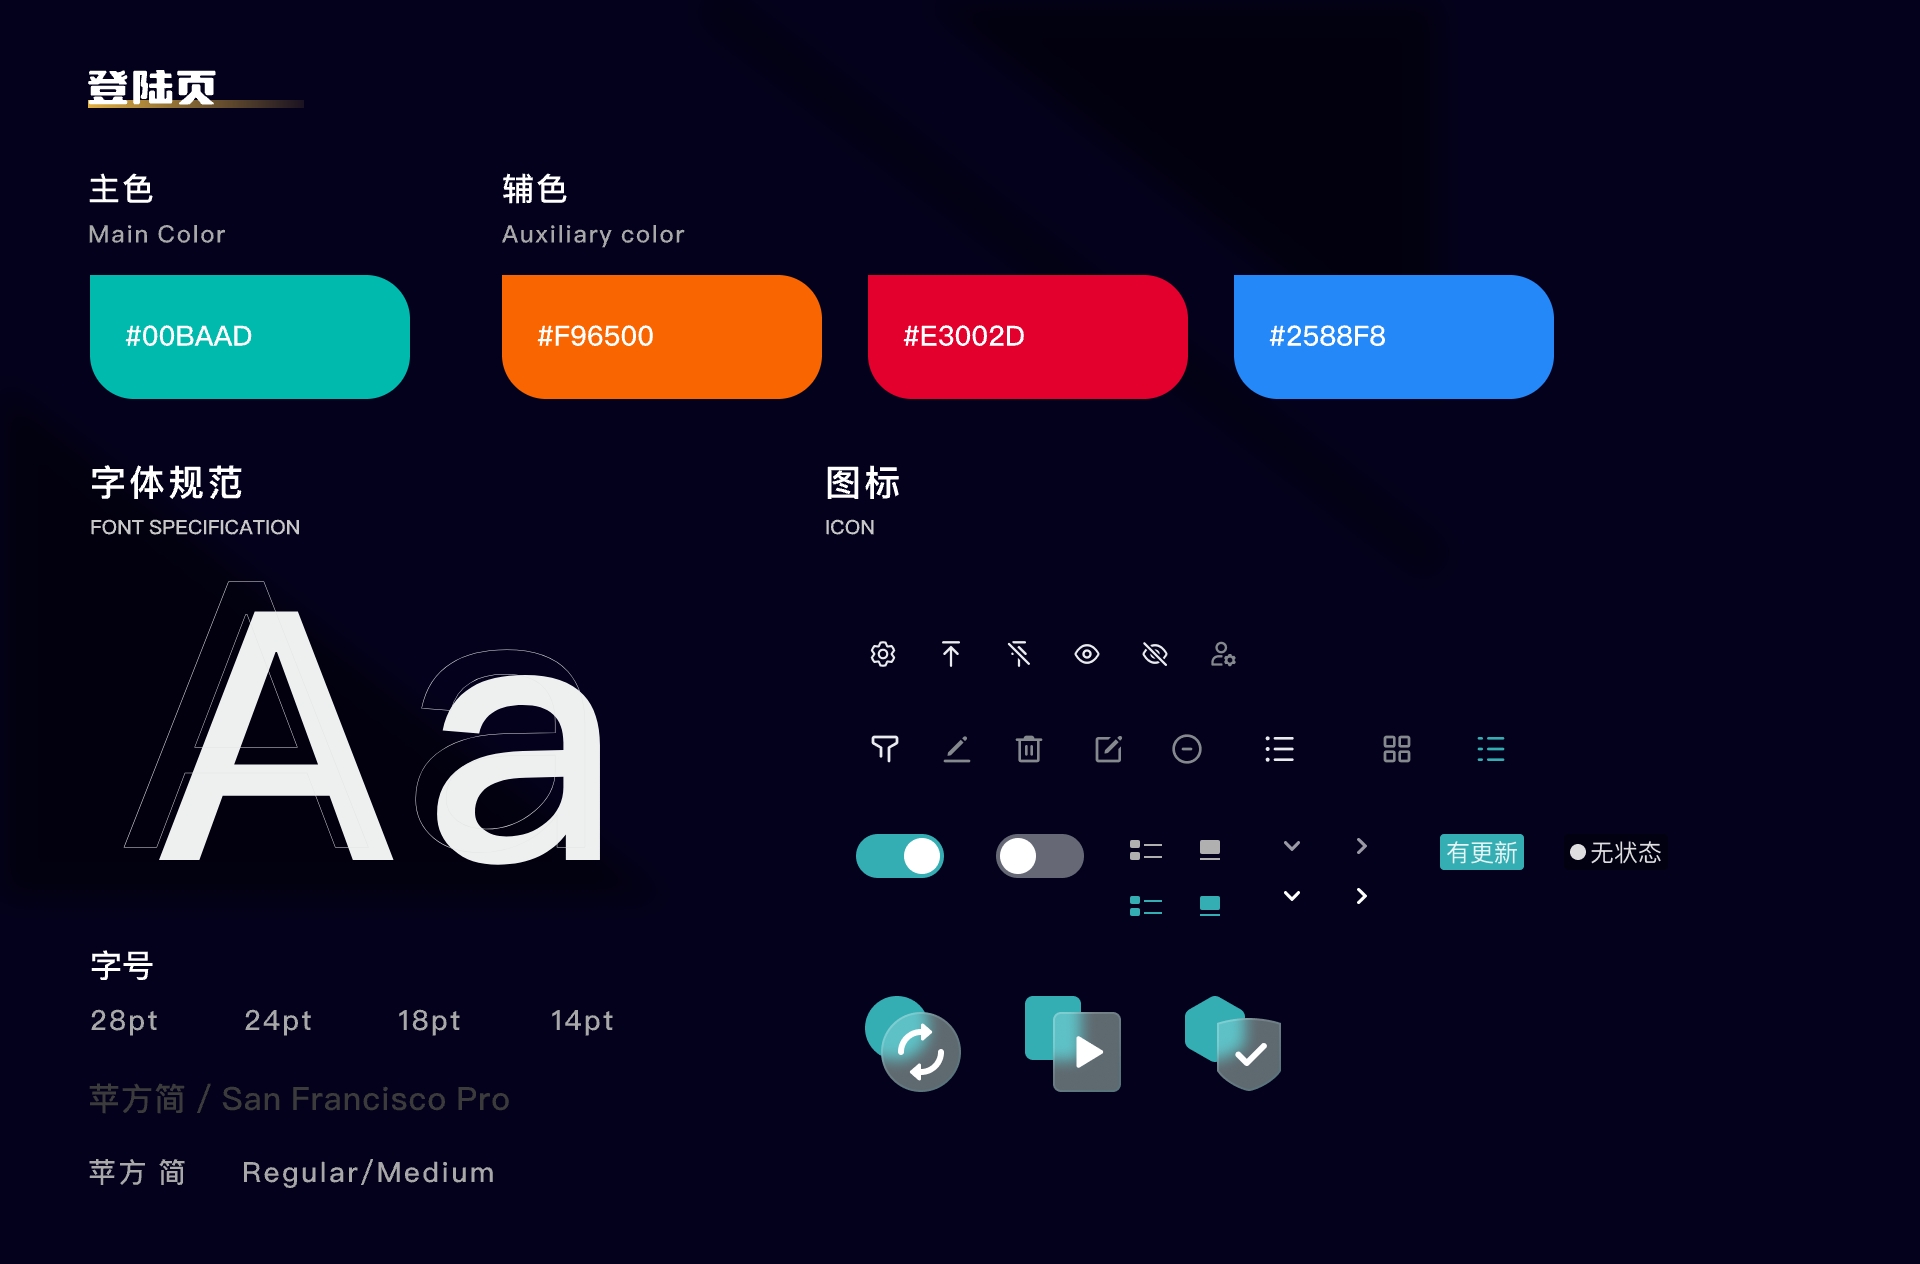 登陆页
主色
Main Color
辅色
Auxiliary color
#00BAAD
#F96500
#E3002D
#2588F8
字体规范
FONT SPECIFICATION
图标
ICON
Aa
有更新
无状态
字号
28pt
24pt
18pt
14pt
苹方简 / San Francisco Pro
苹方 简
Regular/Medium